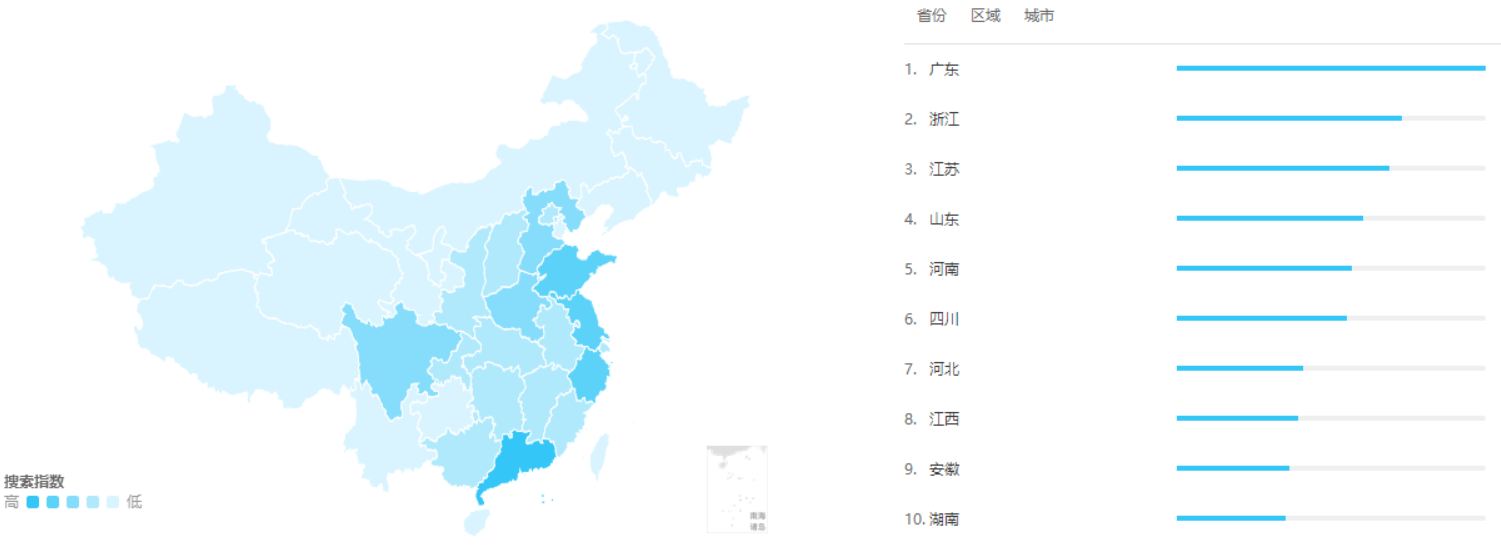 省份 区域 城市
1. 广东
2. 浙江
3. 江苏
4. 山东
5. 河南
6. 四川
7. 河北
8. 江西
9. 安徽
10. 湖南
搜索指数
高 低
南海
诸岛